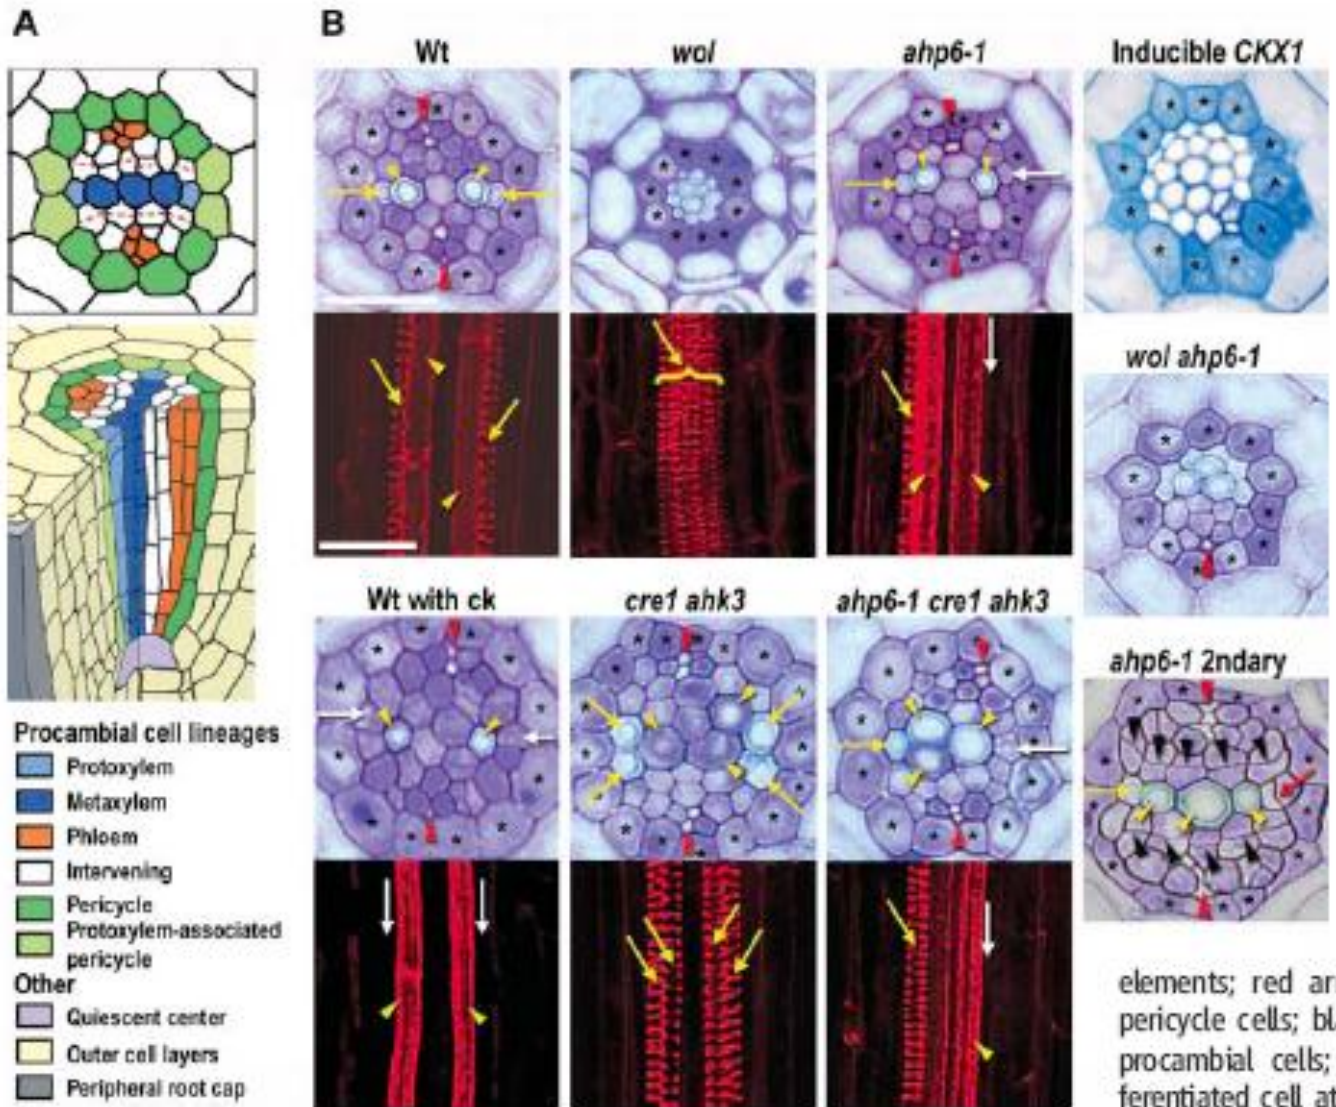 A
B
Wt
wol
ahp6-1
Inducible CKX1
wol ahp6-1
Wt with ck
cre1 ahk3
ahp6-1 cre1 ahk3
ahp6-1 2ndary
Procambial cell lineages
Protoxylem
Metaxylem
Phloem
Intervening
Pericycle
Protoxylem-associated
pericycle
Other
Quiescent center
Outer cell layers
Peripheral root cap
elements; red ar
pericycle cells; bl
procambial cells;
ferentiated cell at